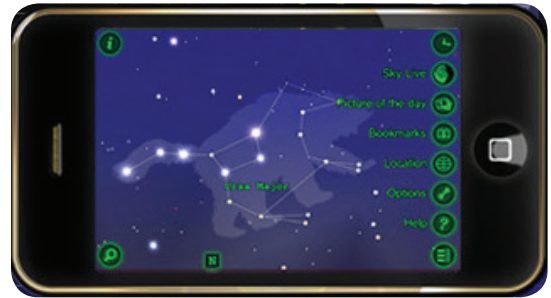 i
Sky Live
Picture of the day
Bookmarks
Location
Ursa Major
Options
Help
?
N